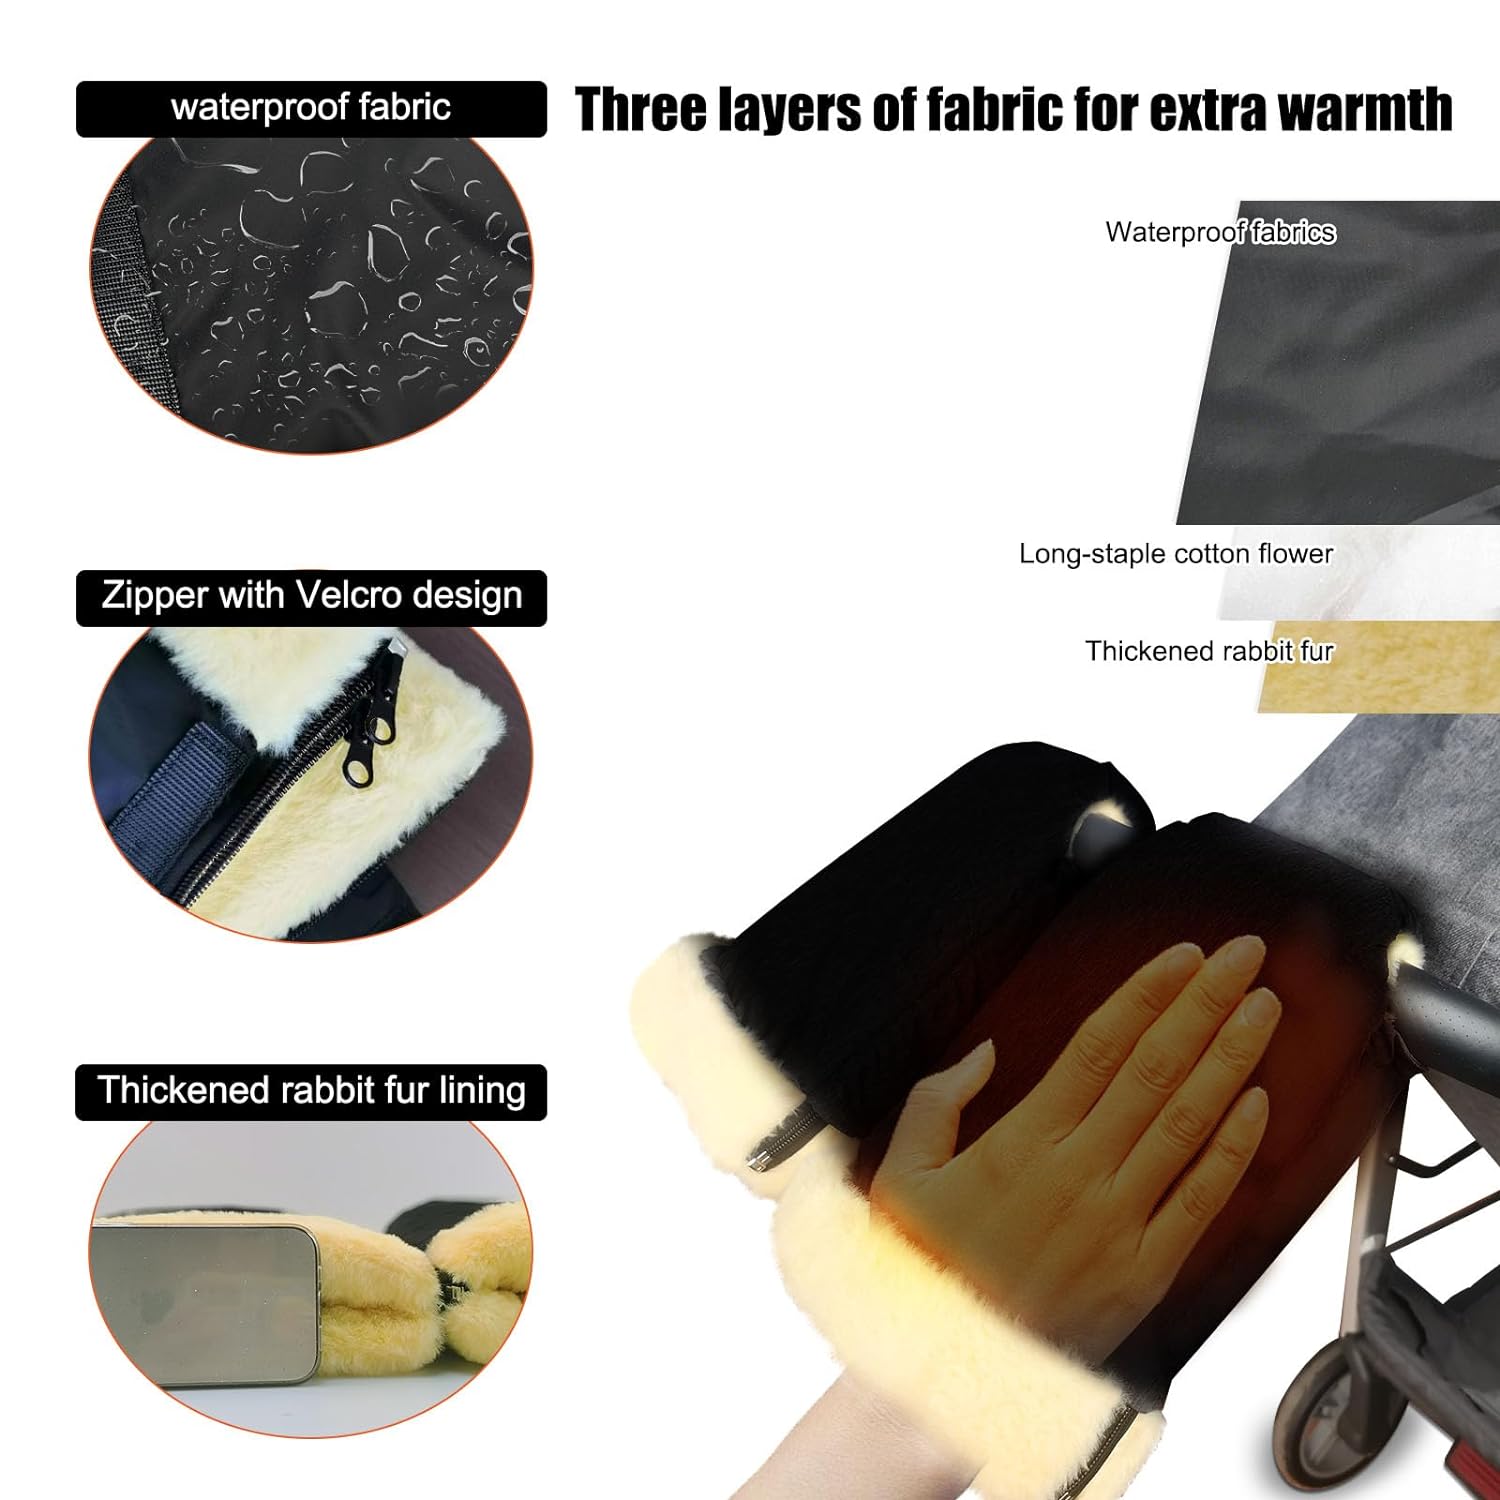 waterproof fabric
Three layers of fabric for extra warmth
Waterproof fabrics
Long-staple cotton flower
Zipper with Velcro design
Thickened rabbit fur
Thickened rabbit fur lining